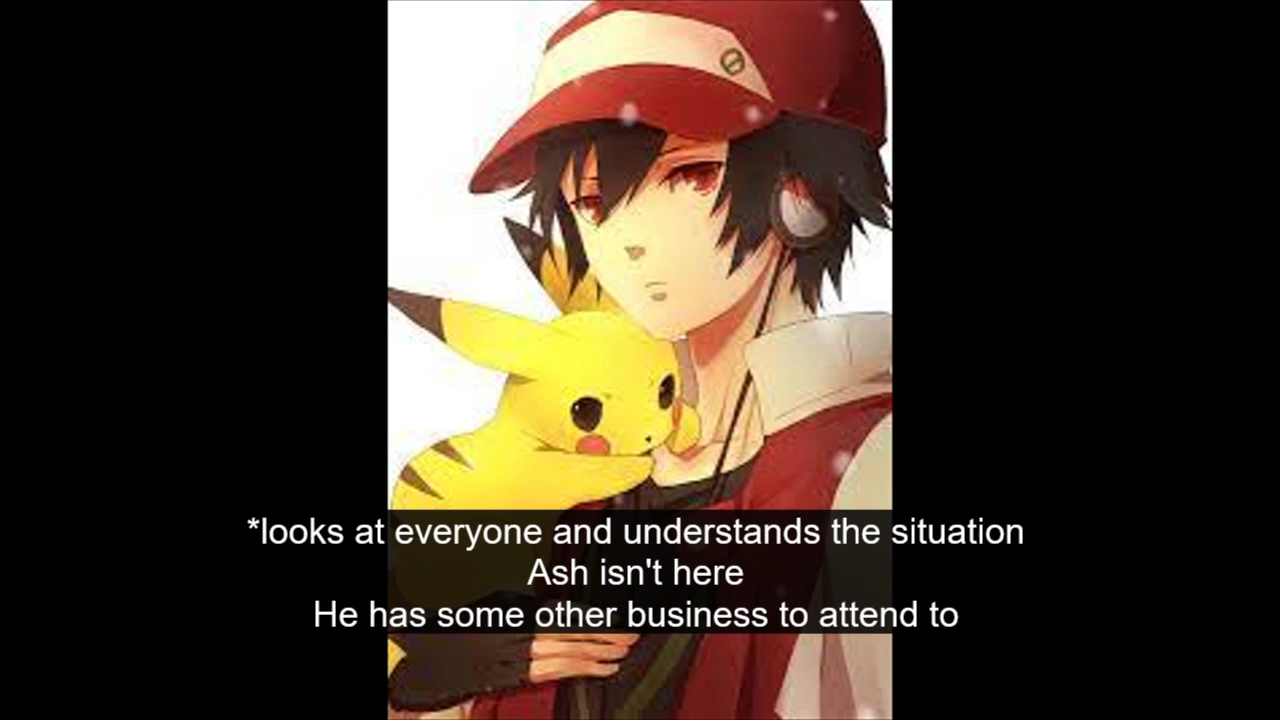 *looks at everyone and understands the situation
Ash isn't here
He has some other business to attend to